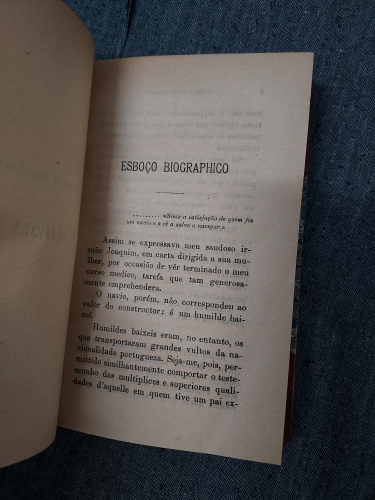 ESBOÇO BIOGRAPHICO
......... «Sinto a satisfação de quem fez
um navio e o vê a salvo a navegar.»
Assim se expressava meu saudoso ir-
mão Joaquim, em carta dirigida a sua mu-
lher, por occasião de vêr terminado o meu
curso medico, tarefa que tam generosa-
mente emprehendera.
O navio, porém, não correspondeu ao
valor do constructor: é um humilde bai-
xel.
Humildes baixeis eram, no entanto, os
que transportaram grandes vultos da na-
cionalidade portugueza. Seja-me, pois, per-
mittido similhantemente comportar o teste-
munho das multiplices e superiores quali-
dades d'aquelle em quem tive um pai ex-